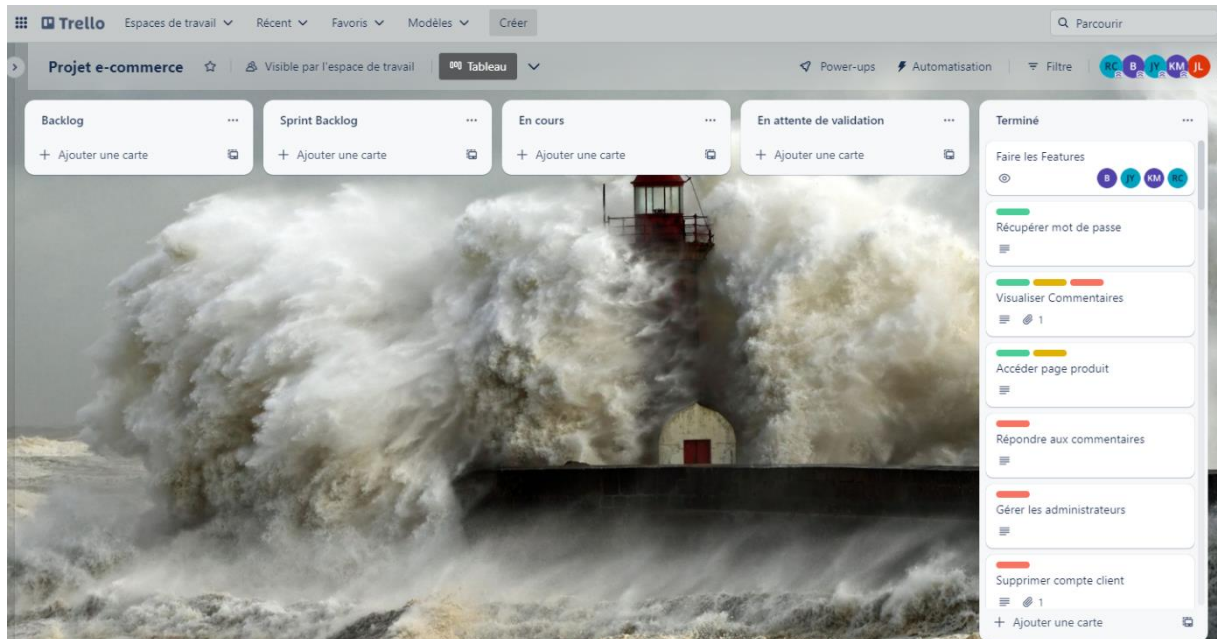 Trello Espaces de travail Récent Favoris Modèles Créer Parcourir
Projet e-commerce Visible par l'espace de travail Tableau Power-ups Automatisation Filtre RC B JY KM JL
Backlog
+ Ajouter une carte
Sprint Backlog
+ Ajouter une carte
En cours
+ Ajouter une carte
En attente de validation
+ Ajouter une carte
Terminé
Faire les Features
B JY KM RC
Récupérer mot de passe
Visualiser Commentaires
1
Accéder page produit
Répondre aux commentaires
Gérer les administrateurs
Supprimer compte client
1
+ Ajouter une carte